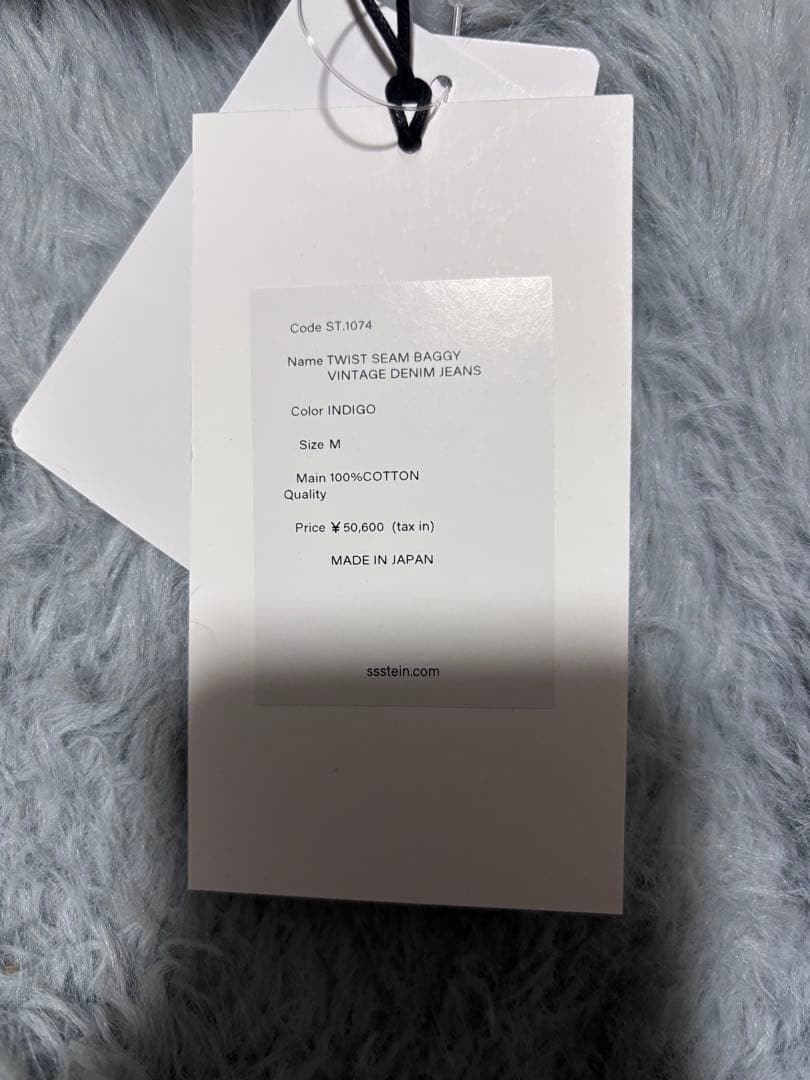 Code ST.1074
Name TWIST SEAM BAGGY
VINTAGE DENIM JEANS
Color INDIGO
Size M
Main 100%COTTON
Quality
Price ¥50,600 (tax in)
MADE IN JAPAN
ssstein.com